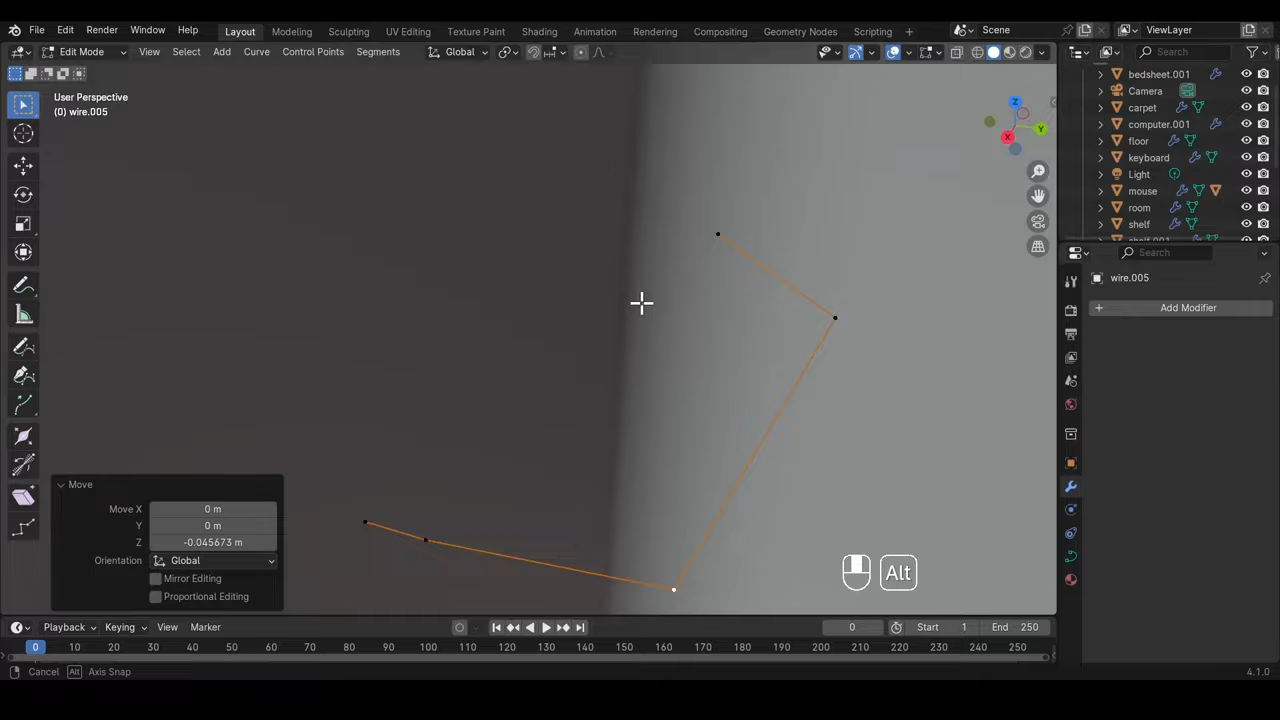 File Edit Render Window Help Layout Modeling Sculpting UV Editing Texture Paint Shading Animation Rendering Compositing Geometry Nodes Scripting + Scene ViewLayer
Edit Mode View Select Add Curve Control Points Segments Global Search
User Perspective
(0) wire.005
Z
Y
X
bedsheet.001
Camera
carpet
computer.001
floor
keyboard
Light
mouse
room
shelf
shelf.001
Search
wire.005
+ Add Modifier
Move
Move X 0 m
Y 0 m
Z -0.045673 m
Orientation Global
Mirror Editing
Proportional Editing
Alt
Playback Keying View Marker 0 Start 1 End 250
0 10 20 30 40 50 60 70 80 90 100 110 120 130 140 150 160 170 180 190 200 210 220 230 240 250
Cancel Alt Axis Snap 4.1.0